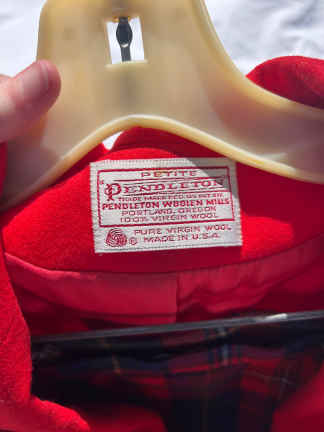 PETITE
"PENDLETON"
TRADE MARK REG. U.S. PAT. OFF.
PENDLETON WOOLEN MILLS
PORTLAND, OREGON
100% VIRGIN WOOL
PURE VIRGIN WOOL
MADE IN U.S.A.